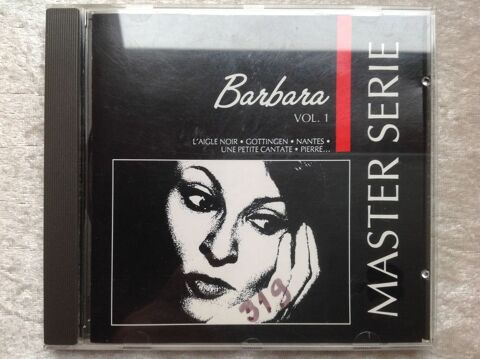 Barbara
VOL. 1
L'AIGLE NOIR • GOTTINGEN • NANTES •
UNE PETITE CANTATE • PIERRE...
MASTER SERIE
319